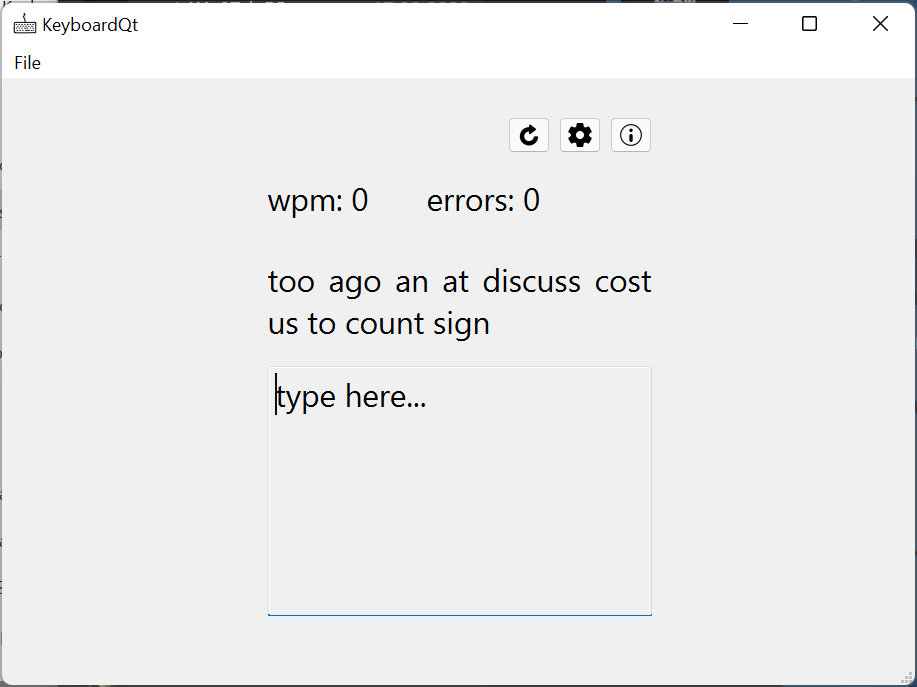 KeyboardQt
File
wpm: 0 errors: 0
too ago an at discuss cost
us to count sign
type here...